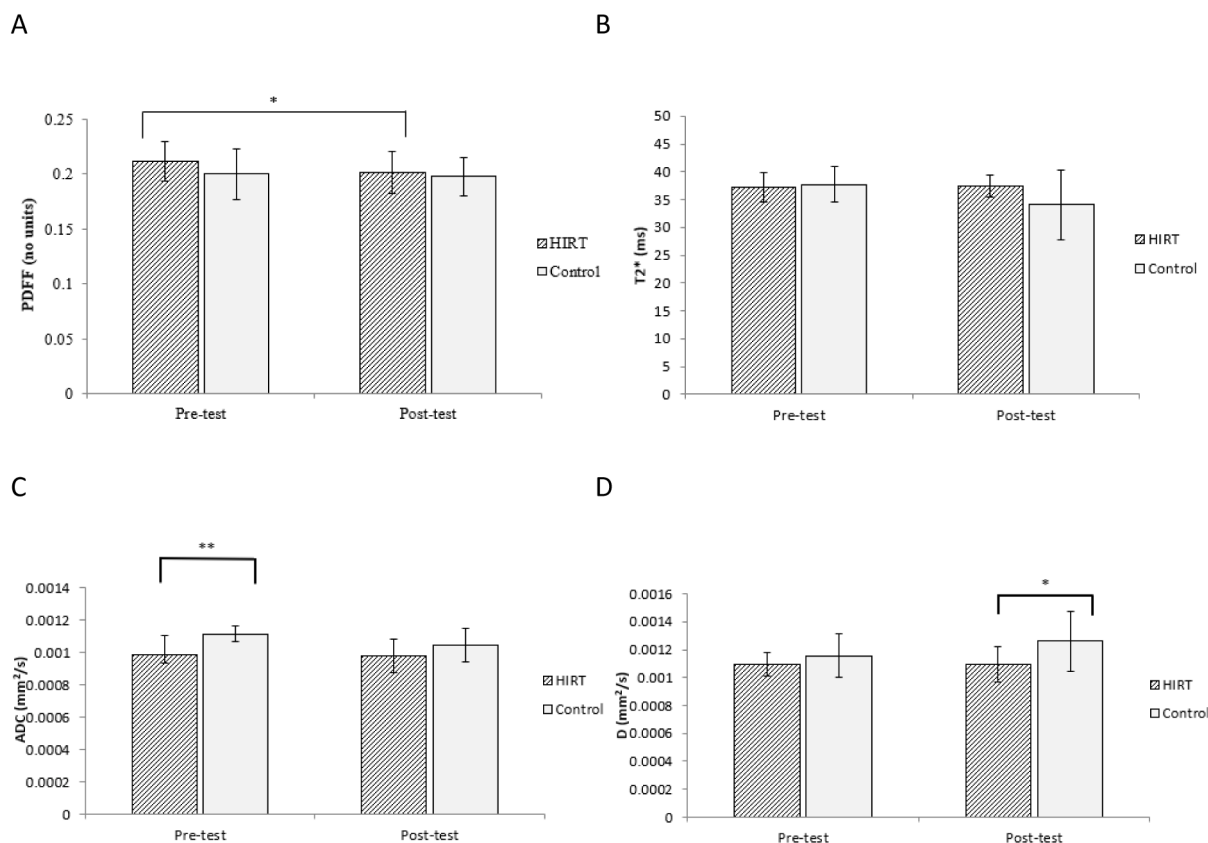 A
*
0.25
0.2
0.15
0.1
0.05
0
PDFF (no units)
Pre-test
Post-test
HIRT
Control
B
50
45
40
35
30
25
20
15
10
5
0
T2* (ms)
Pre-test
Post-test
HIRT
Control
C
**
0.0014
0.0012
0.001
0.0008
0.0006
0.0004
0.0002
0
ADC (mm²/s)
Pre-test
Post-test
HIRT
Control
D
*
0.0016
0.0014
0.0012
0.001
0.0008
0.0006
0.0004
0.0002
0
D (mm²/s)
Pre-test
Post-test
HIRT
Control